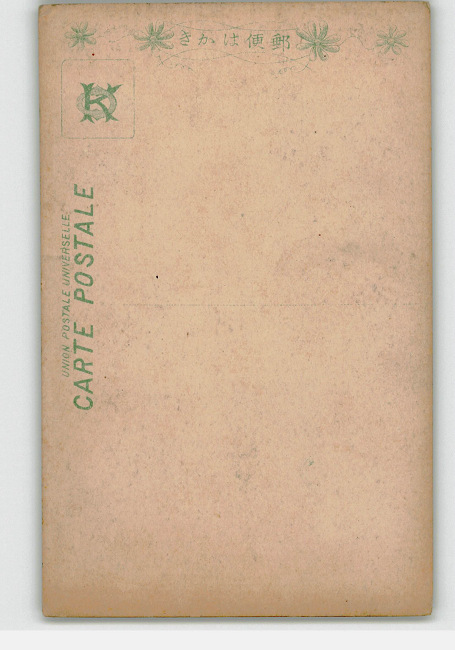 郵便はかき
K
UNION POSTALE UNIVERSELLE.
CARTE POSTALE